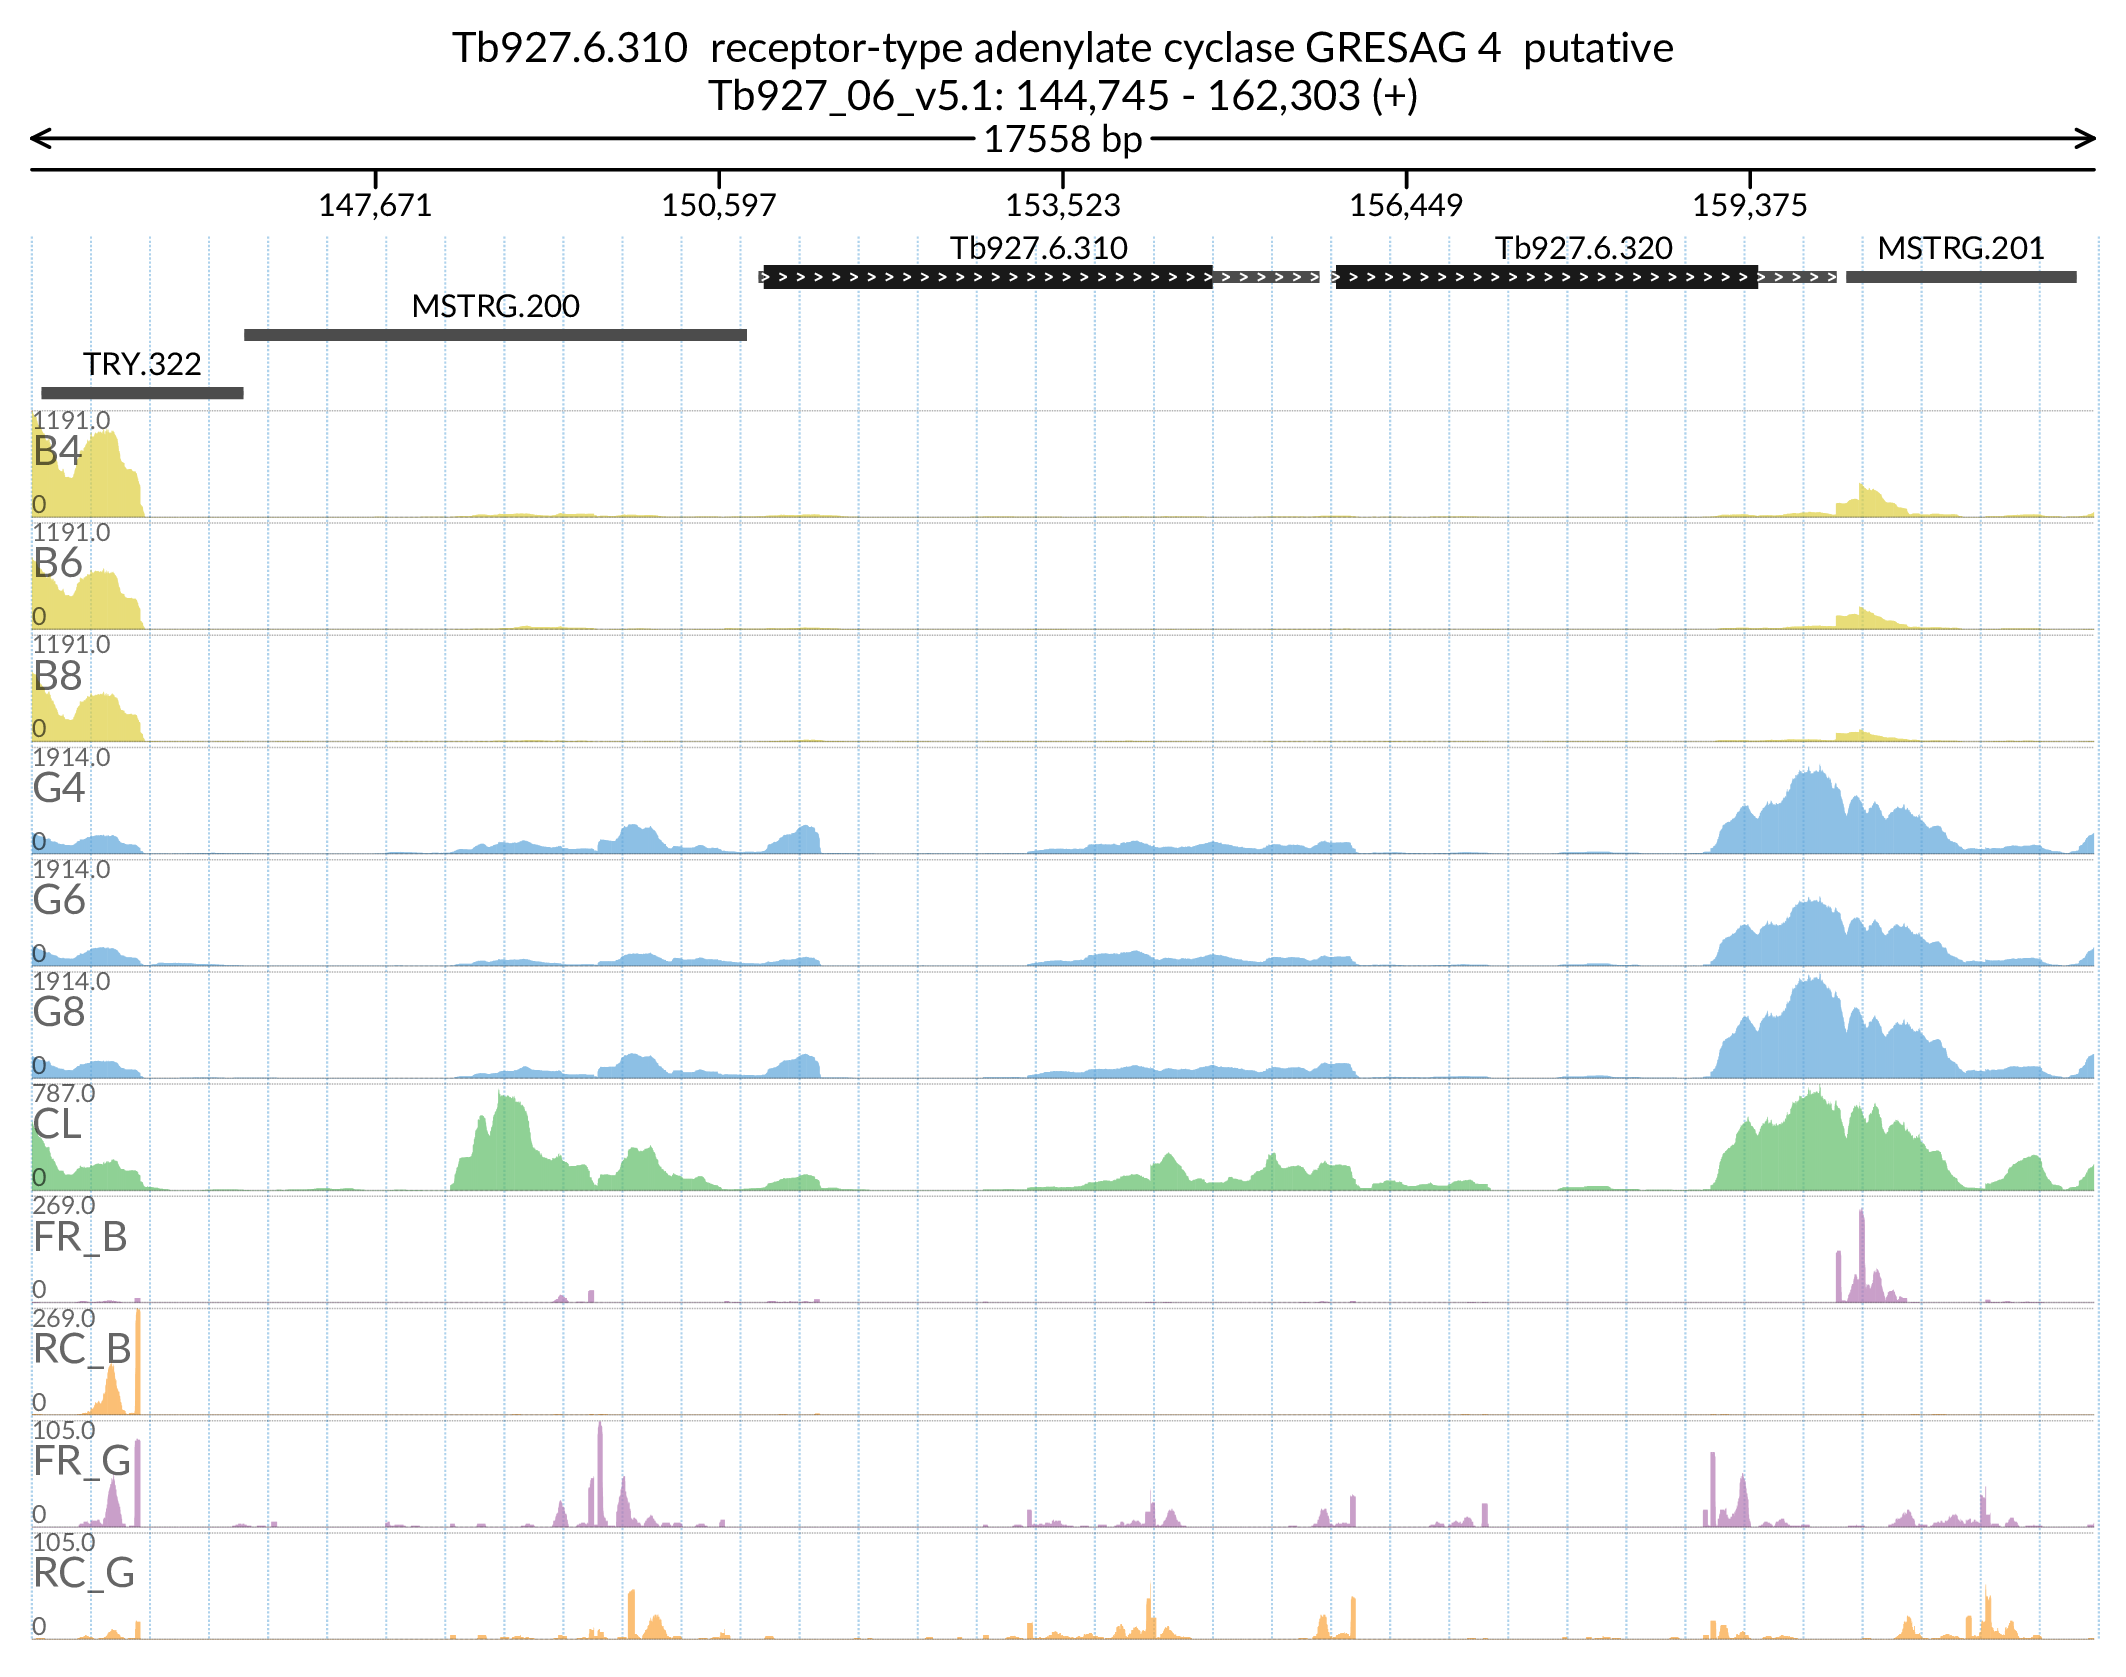 Tb927.6.310  receptor-type adenylate cyclase GRESAG 4  putative
Tb927_06_v5.1: 144,745 - 162,303 (+)
17558 bp
147,671 150,597 153,523 156,449 159,375
Tb927.6.310 Tb927.6.320 MSTRG.201
MSTRG.200
TRY.322
1191.0
B4
0
1191.0
B6
0
1191.0
B8
0
1914.0
G4
0
1914.0
G6
0
1914.0
G8
0
787.0
CL
0
269.0
FR_B
0
269.0
RC_B
0
105.0
FR_G
0
105.0
RC_G
0